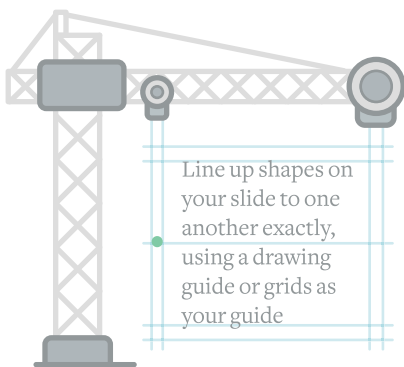 Line up shapes on
your slide to one
another exactly,
using a drawing
guide or grids as
your guide